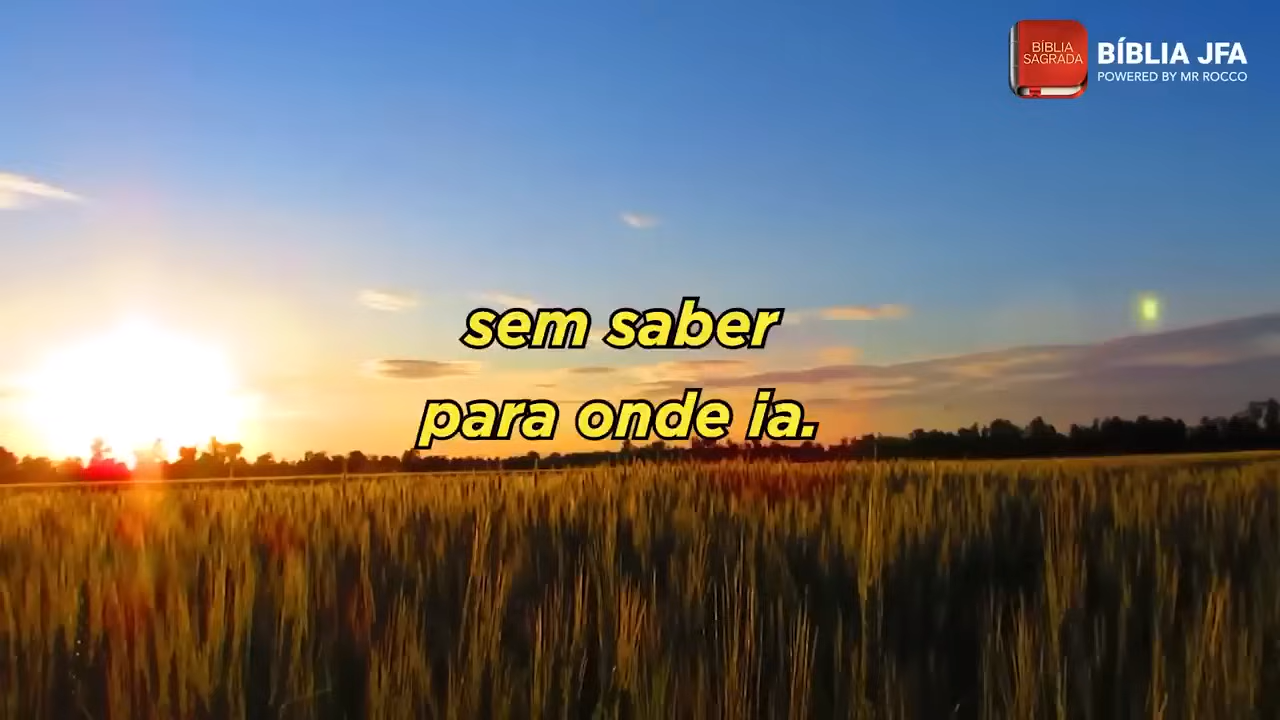 BÍBLIA
SAGRADA
BÍBLIA JFA
POWERED BY MR ROCCO
sem saber
para onde ia.